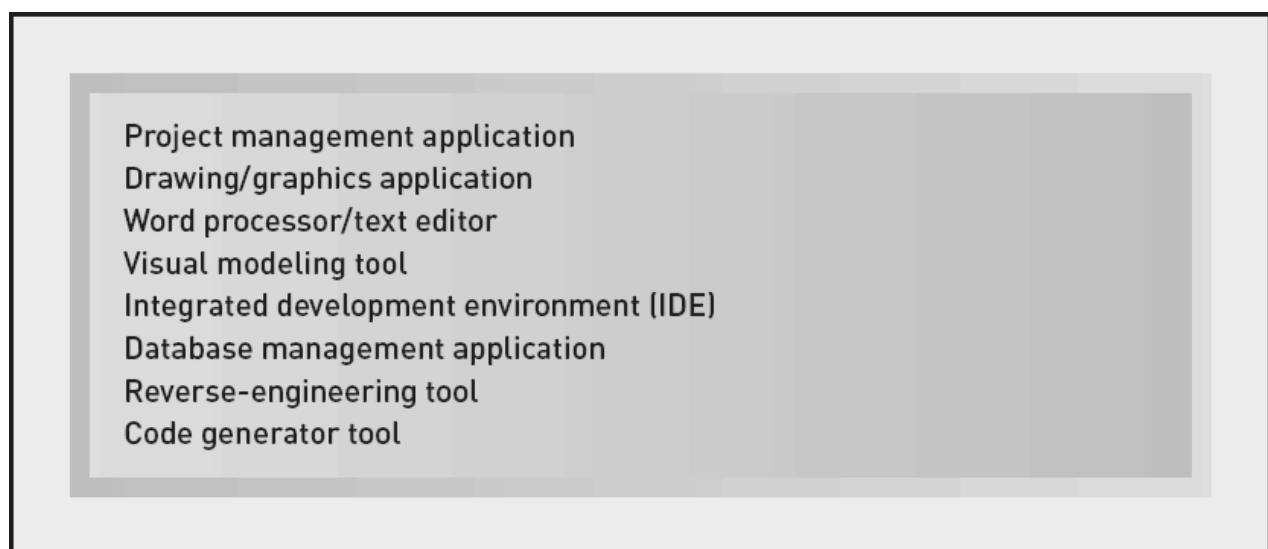 Project management application
Drawing/graphics application
Word processor/text editor
Visual modeling tool
Integrated development environment (IDE)
Database management application
Reverse-engineering tool
Code generator tool